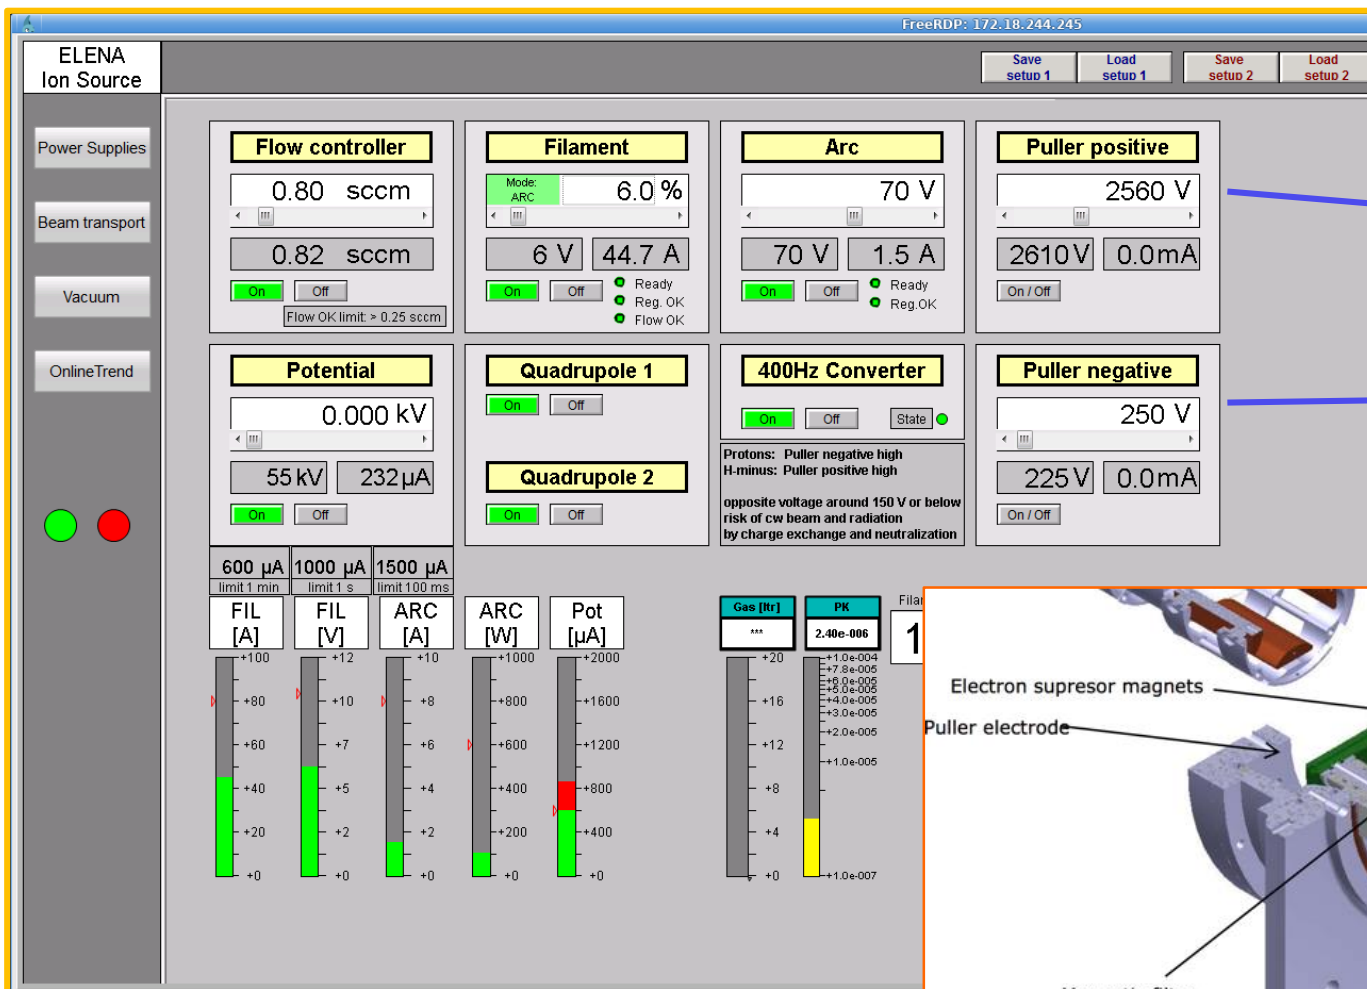 FreeRDP: 172.18.244.245
ELENA
Ion Source
Save
setup 1
Load
setup 1
Save
setup 2
Load
setup 2
Power Supplies
Beam transport
Vacuum
OnlineTrend
Flow controller
0.80 sccm
0.82 sccm
On Off
Flow OK limit: > 0.25 sccm
Filament
Mode:
ARC
6.0 %
6 V 44.7 A
On Off
Ready
Reg. OK
Flow OK
Arc
70 V
70 V 1.5 A
On Off
Ready
Reg.OK
Puller positive
2560 V
2610 V 0.0mA
On / Off
Potential
0.000 kV
55 kV 232 µA
On Off
Quadrupole 1
On Off
Quadrupole 2
On Off
400Hz Converter
On Off State
Protons: Puller negative high
H-minus: Puller positive high
opposite voltage around 150 V or below
risk of cw beam and radiation
by charge exchange and neutralization
Puller negative
250 V
225 V 0.0mA
On / Off
600 µA 1000 µA 1500 µA
limit 1 min limit 1 s limit 100 ms
FIL
[A]
+100
+80
+60
+40
+20
+0
FIL
[V]
+12
+10
+7
+5
+2
+0
ARC
[A]
+10
+8
+6
+4
+2
+0
ARC
[W]
+1000
+800
+600
+400
+200
+0
Pot
[µA]
+2000
+1600
+1200
+800
+400
+0
Gas [ltr]
***
+20
+16
+12
+8
+4
+0
PK
2.40e-006
+1.0e-004
+7.8e-005
+6.0e-005
+5.0e-005
+4.0e-005
+3.0e-005
+2.0e-005
+1.0e-005
+1.0e-007
Electron supresor magnets
Puller electrode